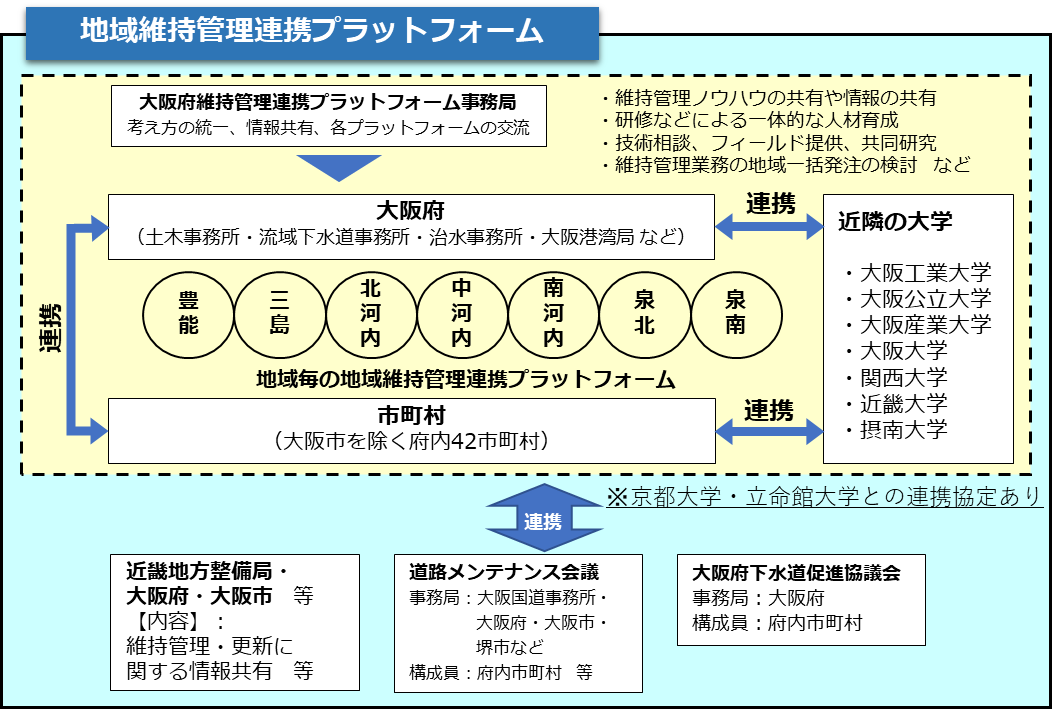 地域維持管理連携プラットフォーム
大阪府維持管理連携プラットフォーム事務局
考え方の統一、情報共有、各プラットフォームの交流
・維持管理ノウハウの共有や情報の共有
・研修などによる一体的な人材育成
・技術相談、フィールド提供、共同研究
・維持管理業務の地域一括発注の検討 など
大阪府
（土木事務所・流域下水道事務所・治水事務所・大阪港湾局 など）
連携
連携
豊能
三島
北河内
中河内
南河内
泉北
泉南
地域毎の地域維持管理連携プラットフォーム
市町村
（大阪市を除く府内42市町村）
連携
近隣の大学
・大阪工業大学
・大阪公立大学
・大阪産業大学
・大阪大学
・関西大学
・近畿大学
・摂南大学
※京都大学・立命館大学との連携協定あり
連携
近畿地方整備局・
大阪府・大阪市 等
【内容】：
維持管理・更新に
関する情報共有 等
道路メンテナンス会議
事務局：大阪国道事務所・
大阪府・大阪市・
堺市など
構成員：府内市町村 等
大阪府下水道促進協議会
事務局：大阪府
構成員：府内市町村